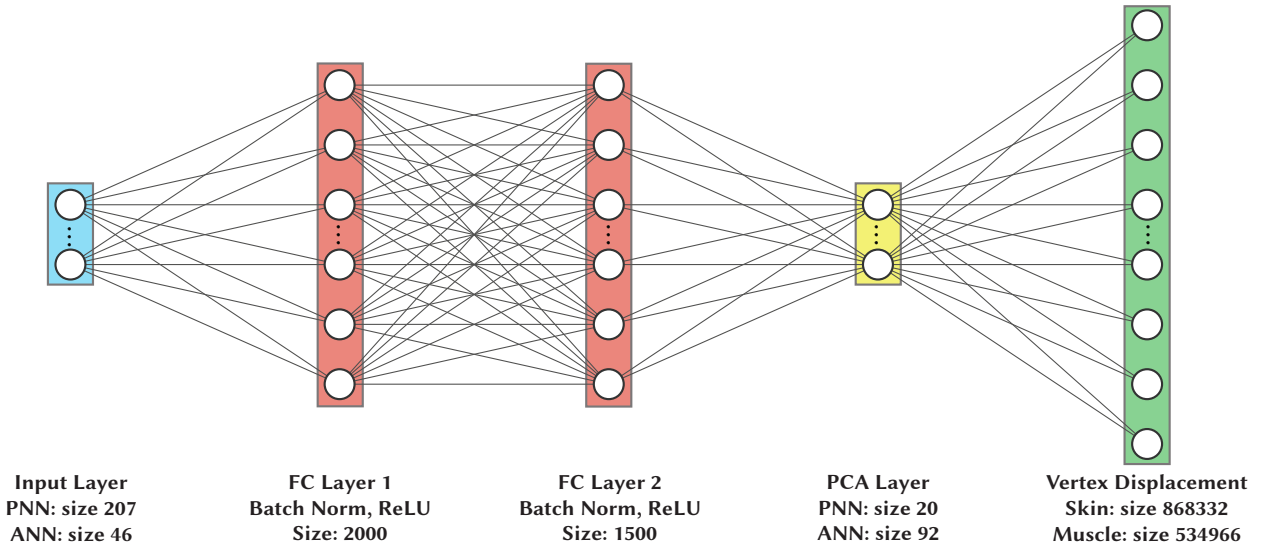 Input Layer
PNN: size 207
ANN: size 46
FC Layer 1
Batch Norm, ReLU
Size: 2000
FC Layer 2
Batch Norm, ReLU
Size: 1500
PCA Layer
PNN: size 20
ANN: size 92
Vertex Displacement
Skin: size 868332
Muscle: size 534966